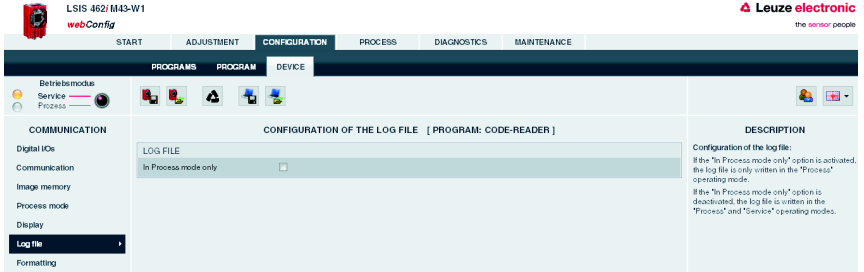 LSIS 462i M43-W1
webConfig
Leuze electronic
the sensor people
START ADJUSTMENT CONFIGURATION PROCESS DIAGNOSTICS MAINTENANCE
PROGRAMS PROGRAM DEVICE
Betriebsmodus
Service
Prozess
COMMUNICATION
Digital I/Os
Communication
Image memory
Process mode
Display
Log file
Formatting
CONFIGURATION OF THE LOG FILE [ PROGRAM: CODE-READER ]
LOG FILE
In Process mode only
DESCRIPTION
Configuration of the log file:
If the "In Process mode only" option is activated,
the log file is only written in the "Process"
operating mode.
If the "In Process mode only" option is
deactivated, the log file is written in the
"Process" and "Service" operating modes.